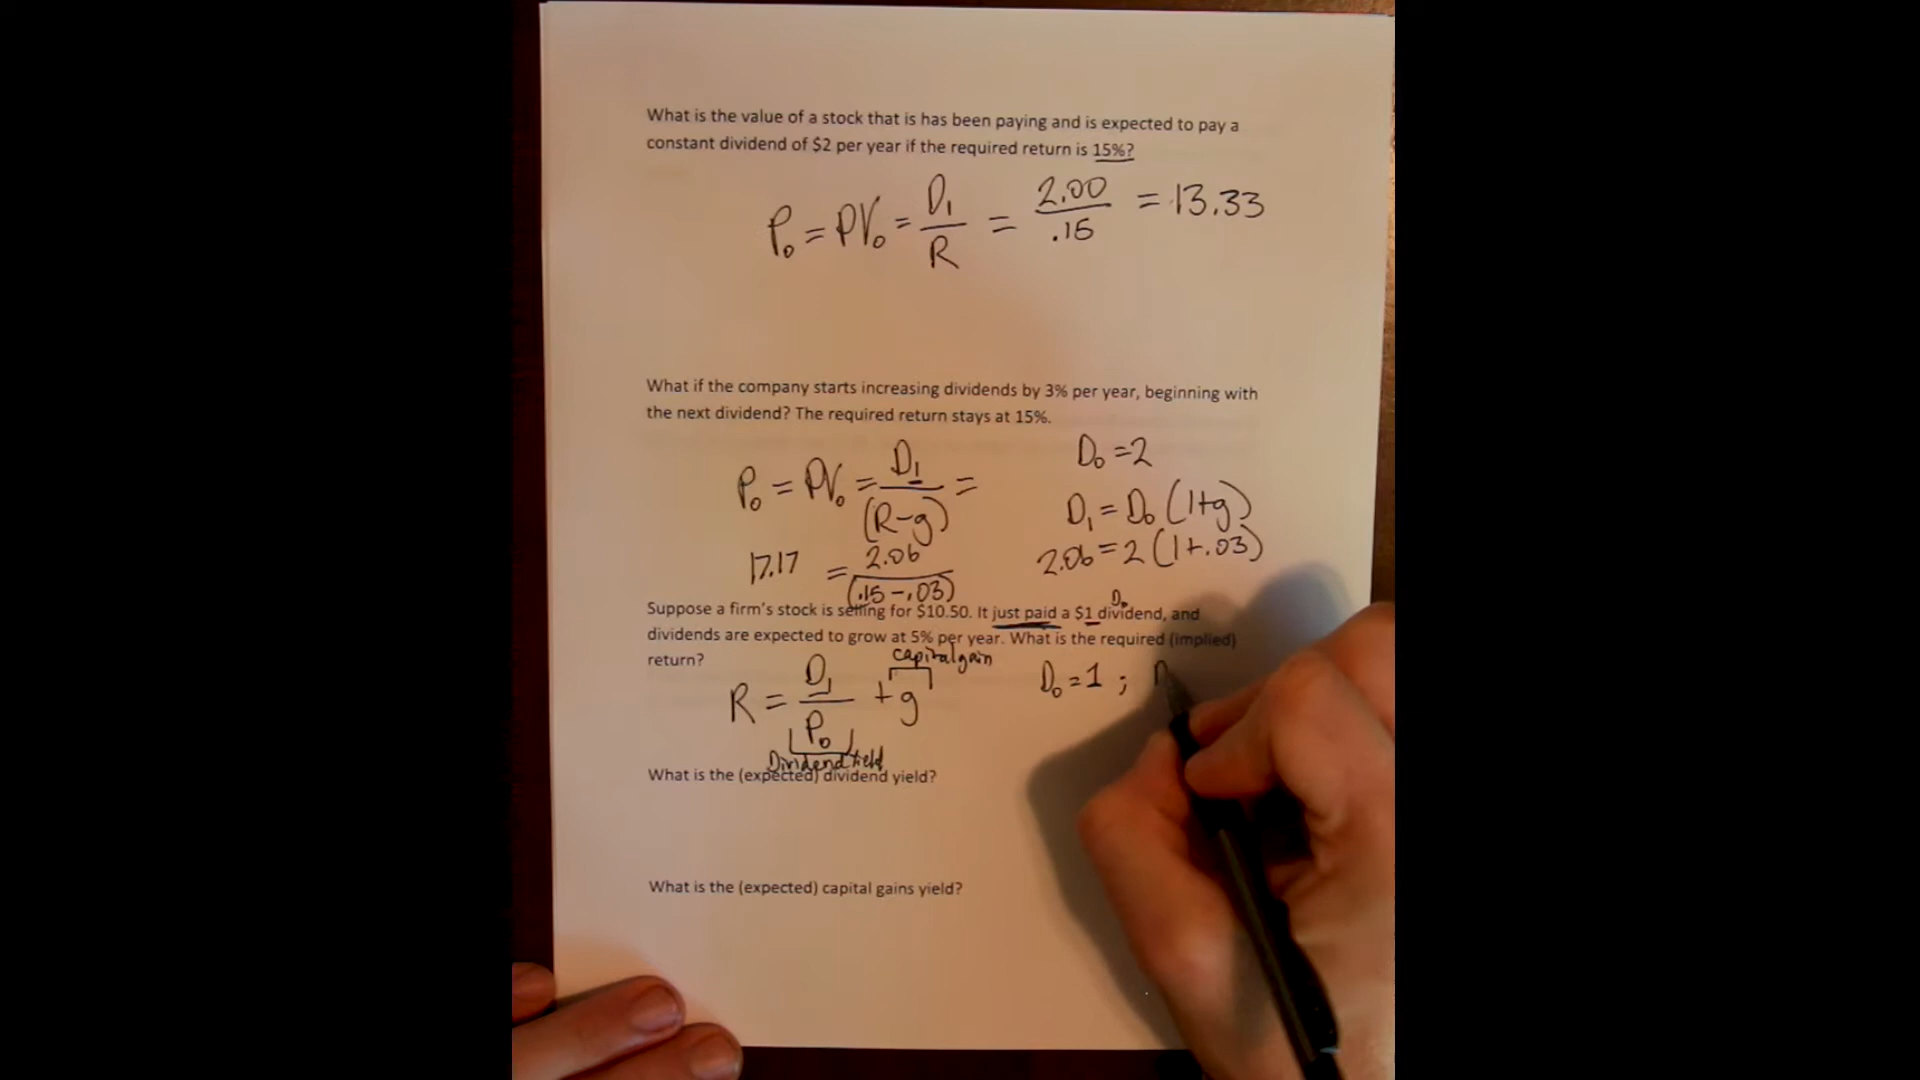 What is the value of a stock that is has been paying and is expected to pay a
constant dividend of $2 per year if the required return is 15%?
P₀ = PV₀ = D₁/R = 2.00/.15 = 13.33
What if the company starts increasing dividends by 3% per year, beginning with
the next dividend? The required return stays at 15%.
P₀ = PV₀ = D₁/(R-g) =
D₀ = 2
D₁ = D₀ (1+g)
17.17 = 2.06/(.15-.03)
2.06 = 2 (1+.03)
D₀
Suppose a firm's stock is selling for $10.50. It just paid a $1 dividend, and
dividends are expected to grow at 5% per year. What is the required (implied)
return?
capital gain
R = D₁/P₀ + g
D₀ = 1 ; D
Dividend Yield
What is the (expected) dividend yield?
What is the (expected) capital gains yield?